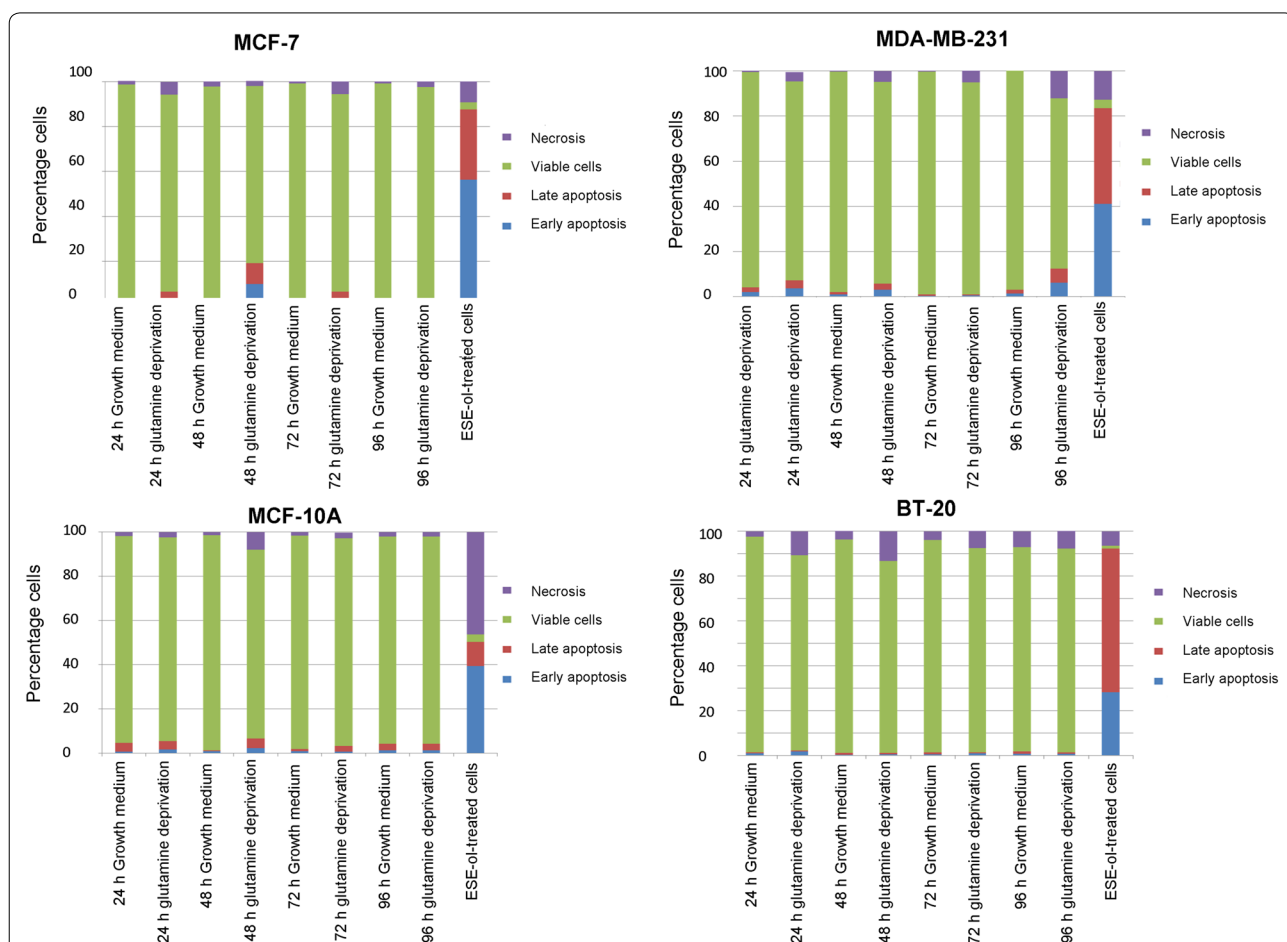 MCF-7
Percentage cells
100
80
60
40
20
0
24 h Growth medium
24 h glutamine deprivation
48 h Growth medium
48 h glutamine deprivation
72 h Growth medium
72 h glutamine deprivation
96 h Growth medium
96 h glutamine deprivation
ESE-ol-treated cells
Necrosis
Viable cells
Late apoptosis
Early apoptosis
MDA-MB-231
Percentage cells
100
80
60
40
20
0
24 h glutamine deprivation
24 h glutamine deprivation
48 h Growth medium
48 h glutamine deprivation
72 h Growth medium
72 h glutamine deprivation
96 h Growth medium
96 h glutamine deprivation
ESE-ol-treated cells
Necrosis
Viable cells
Late apoptosis
Early apoptosis
MCF-10A
Percentage cells
100
80
60
40
20
0
24 h Growth medium
24 h glutamine deprivation
48 h Growth medium
48 h glutamine deprivation
72 h Growth medium
72 h glutamine deprivation
96 h Growth medium
96 h glutamine deprivation
ESE-ol-treated cells
Necrosis
Viable cells
Late apoptosis
Early apoptosis
BT-20
Percentage cells
100
80
60
40
20
0
24 h Growth medium
24 h glutamine deprivation
48 h Growth medium
48 h glutamine deprivation
72 h Growth medium
72 h glutamine deprivation
96 h Growth medium
96 h glutamine deprivation
ESE-ol-treated cells
Necrosis
Viable cells
Late apoptosis
Early apoptosis